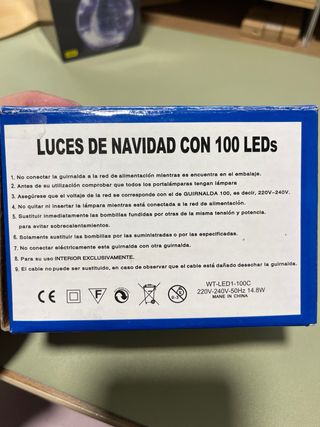 LUCES DE NAVIDAD CON 100 LEDs
1. No conectar la guirnalda a la red de alimentación mientras es encuentra en el embalaje.
2. Antes de su utilización comprobar que todos los portalámparas tengan lámpara
3. Asegúrese que el voltaje de la red se corresponde con el de GUIRNALDA 100, es decir, 220V-240V.
4. No quitar ni insertar la lámpara mientras está conectada a la red de alimentación.
5. Sustituir inmediatamente las bombillas fundidas por otras de la misma tensión y potencia
para evitar sobrecalentamientos.
6. Solamente sustituir las bombillas por las suministradas o por las especificadas.
7. No conectar eléctricamente esta guirnalda con otra guirnalda.
8. Para su uso INTERIOR EXCLUSIVAMENTE.
9. El cable no puede ser sustituido, en caso de observar que el cable está dañado desechar la guirnalda.
CE F
WT-LED1-100C
220V-240V-50Hz 14.8W
MADE IN CHINA